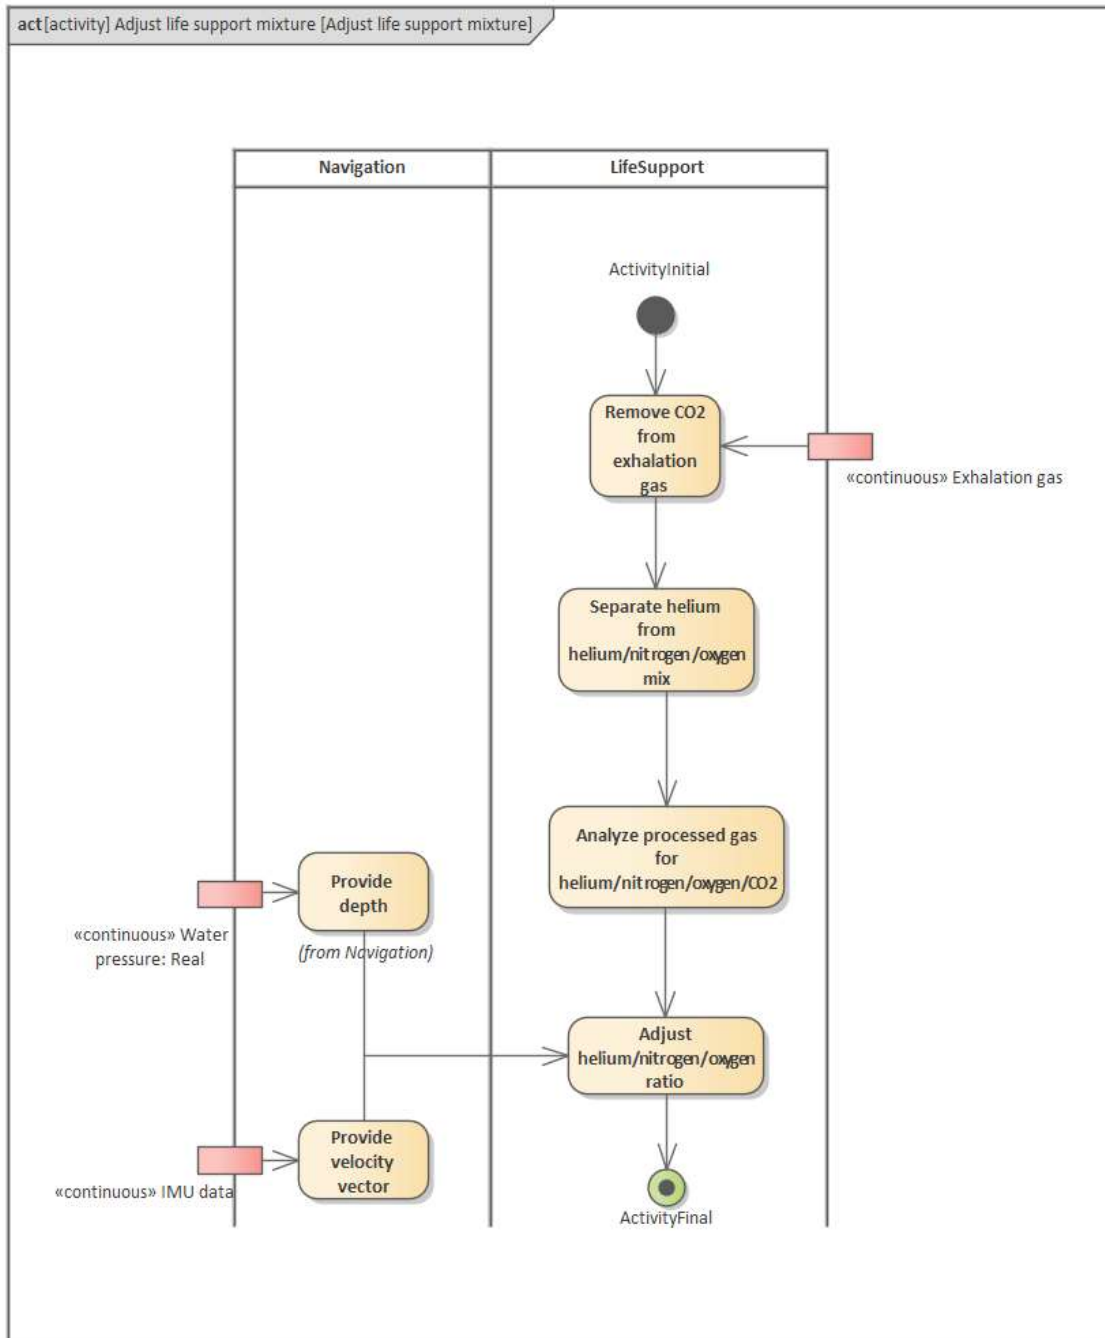 act [activity] Adjust life support mixture [Adjust life support mixture]
Navigation
LifeSupport
ActivityInitial
Remove CO2
from
exhalation
gas
«continuous» Exhalation gas
Separate helium
from
helium/nitrogen/oxygen
mix
Analyze processed gas
for
helium/nitrogen/oxygen/CO2
Provide
depth
(from Navigation)
«continuous» Water
pressure: Real
Adjust
helium/nitrogen/oxygen
ratio
Provide
velocity
vector
«continuous» IMU data
ActivityFinal